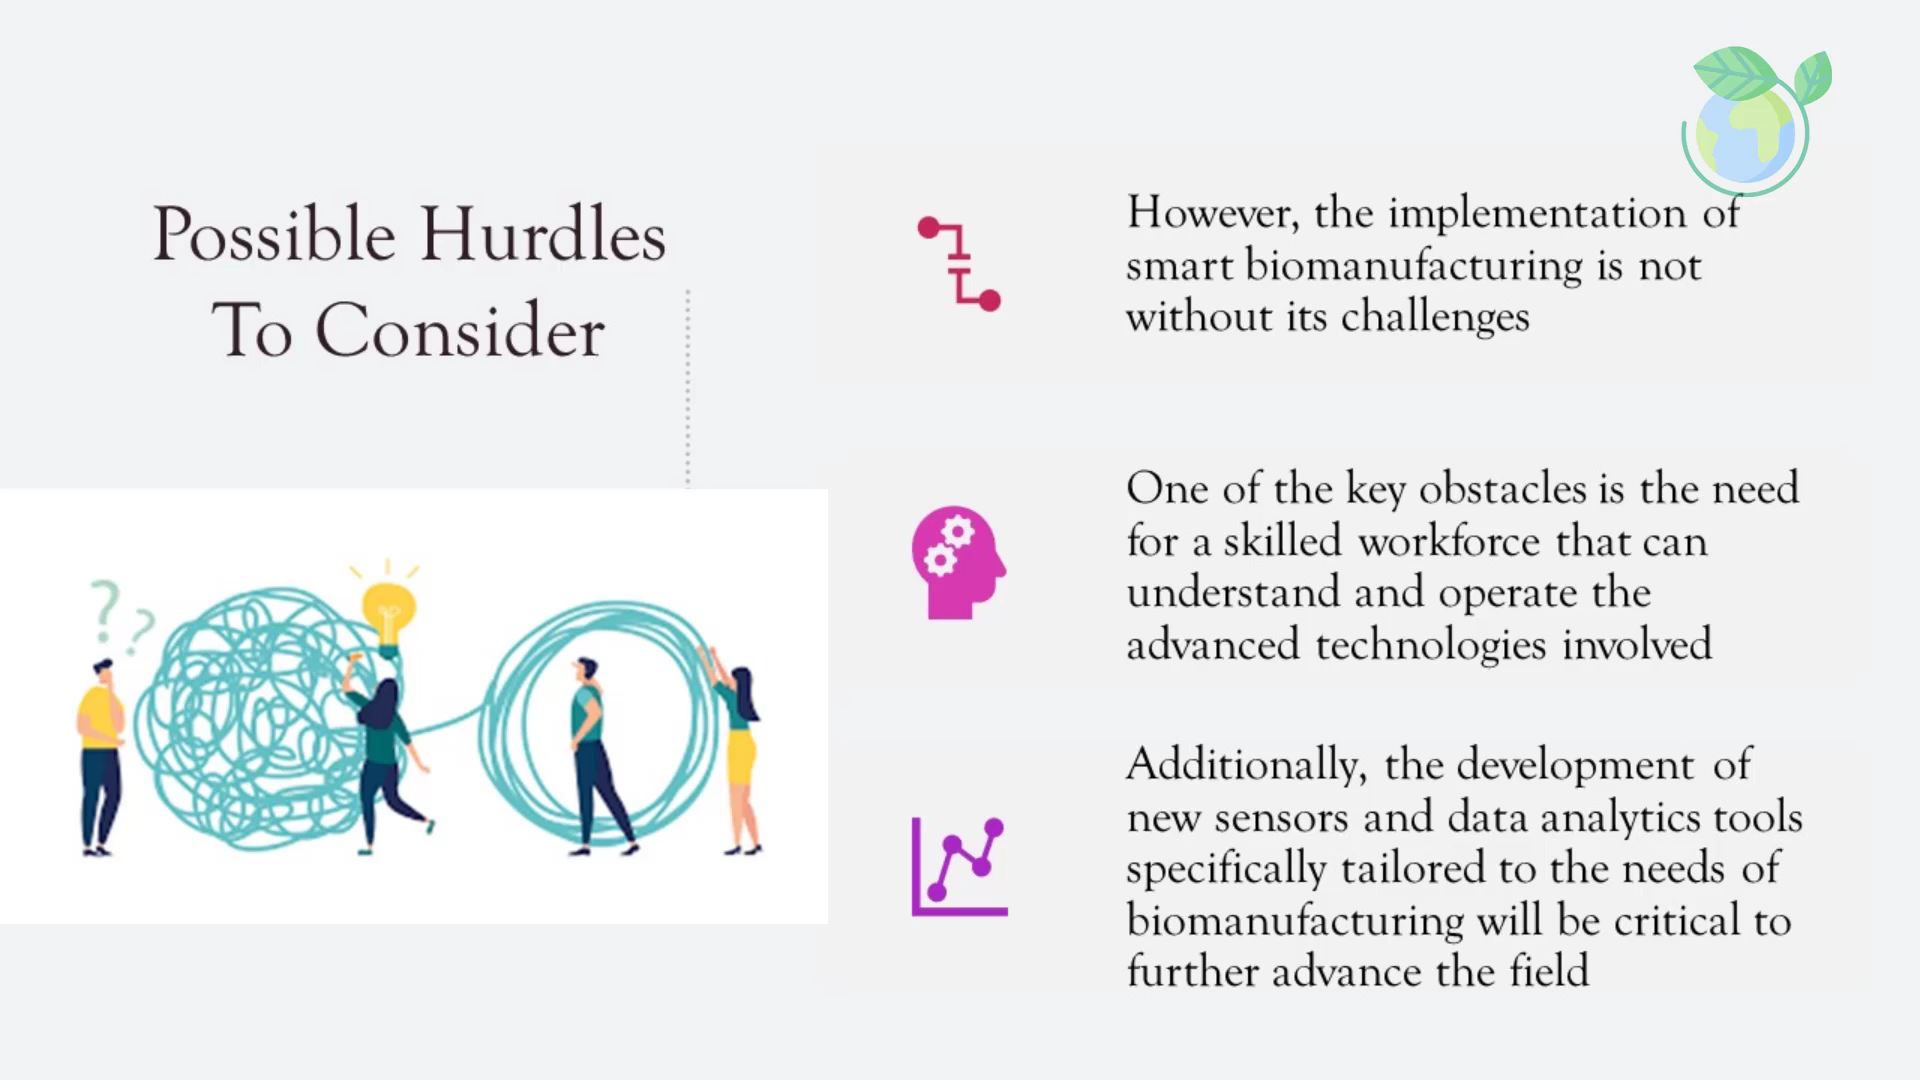 Possible Hurdles
To Consider
However, the implementation of
smart biomanufacturing is not
without its challenges
One of the key obstacles is the need
for a skilled workforce that can
understand and operate the
advanced technologies involved
Additionally, the development of
new sensors and data analytics tools
specifically tailored to the needs of
biomanufacturing will be critical to
further advance the field
? ?